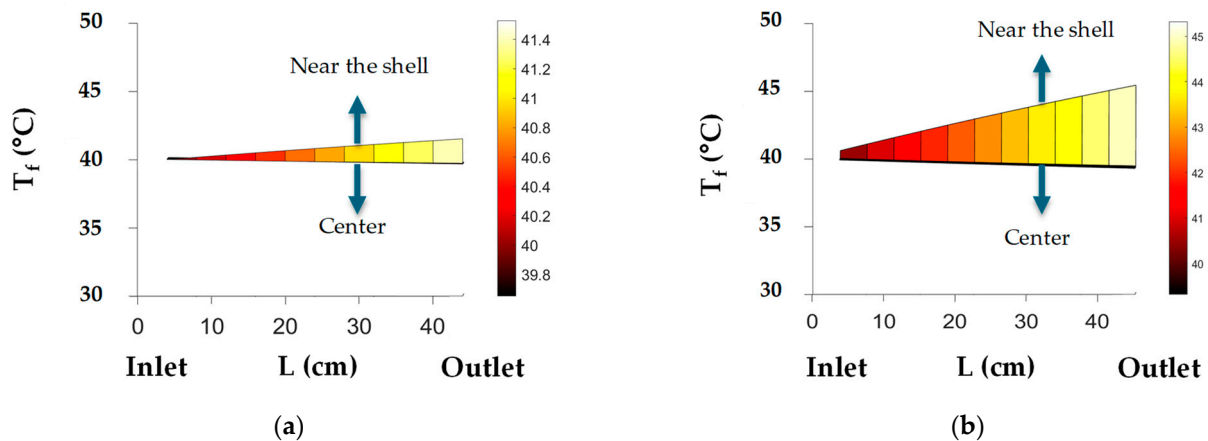 50
45
40
35
30
T_f (°C)
Near the shell
Center
0 10 20 30 40
Inlet L (cm) Outlet
41.4
41.2
41
40.8
40.6
40.4
40.2
40
39.8
(a)
50
45
40
35
30
T_f (°C)
Near the shell
Center
0 10 20 30 40
Inlet L (cm) Outlet
45
44
43
42
41
40
(b)